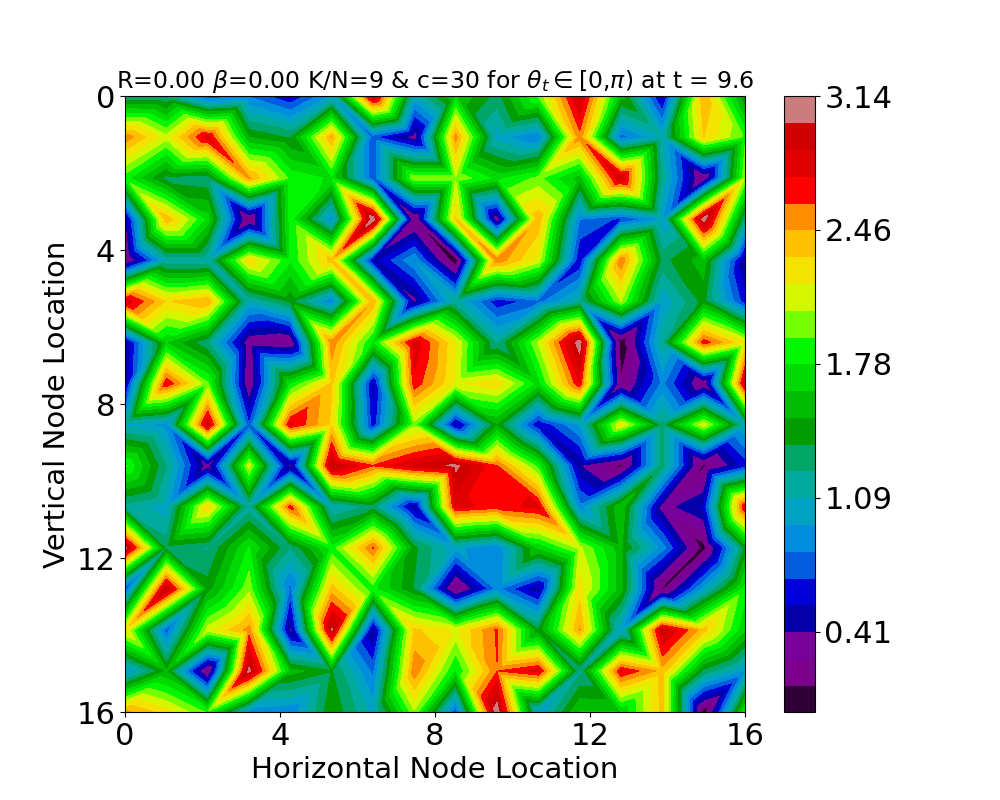 R=0.00 β=0.00 K/N=9 & c=30 for θₜ ∈ [0,π) at t = 9.6
0
4
8
12
16
0 4 8 12 16
Vertical Node Location
Horizontal Node Location
3.14
2.46
1.78
1.09
0.41